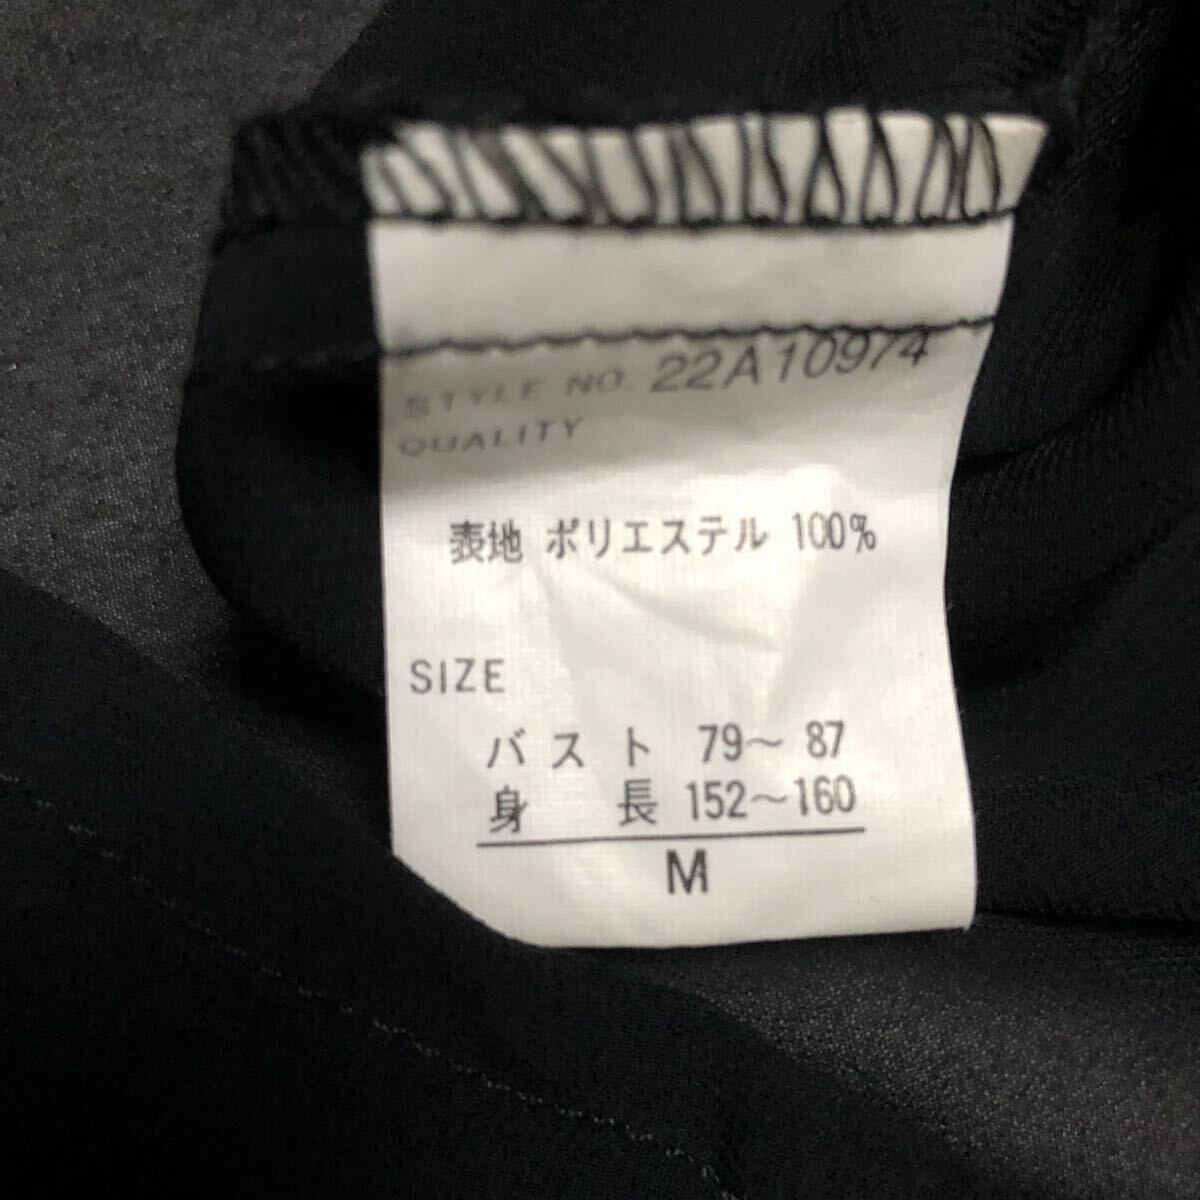 STYLE NO. 22A10974
QUALITY
表地 ポリエステル 100%
SIZE
バスト 79～ 87
身 長 152～160
M